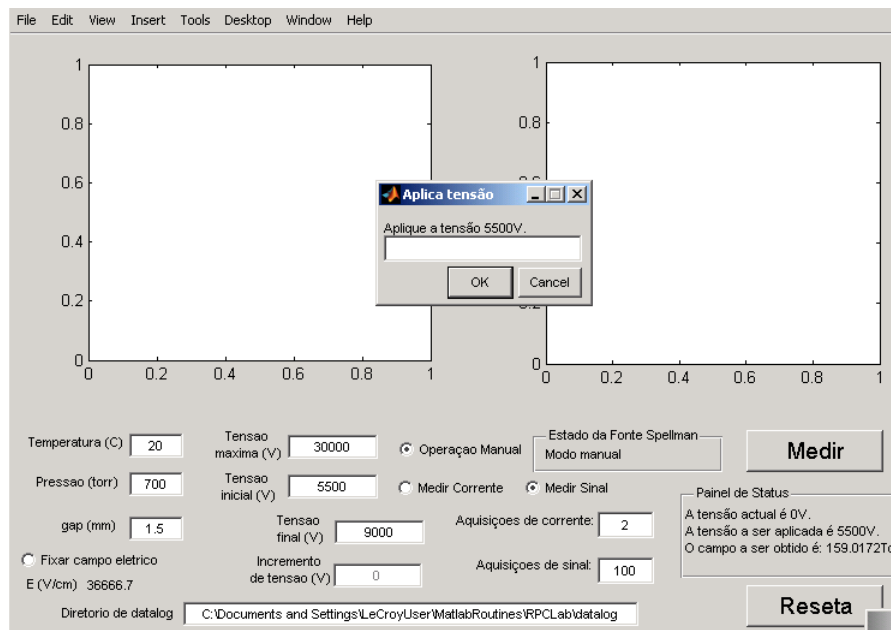 File Edit View Insert Tools Desktop Window Help
1
0.8
0.6
0.4
0.2
0
0 0.2 0.4 0.6 0.8 1
1
0.8
0
0 0.2 0.4 0.6 0.8 1
Aplica tensão
Aplique a tensão 5500V.
OK Cancel
Temperatura (C) 20
Pressao (torr) 700
gap (mm) 1.5
Fixar campo eletrico
E (V/cm) 36666.7
Tensao
maxima (V) 30000
Tensao
inicial (V) 5500
Tensao
final (V) 9000
Incremento
de tensao (V) 0
Operaçao Manual
Medir Corrente Medir Sinal
Estado da Fonte Spellman
Modo manual
Aquisiçoes de corrente: 2
Aquisiçoes de sinal: 100
Medir
Painel de Status
A tensão actual é 0V.
A tensão a ser aplicada é 5500V.
O campo a ser obtido é: 159.0172To
Diretorio de datalog C:\Documents and Settings\LeCroyUser\MatlabRoutines\RPCLab\datalog
Reseta